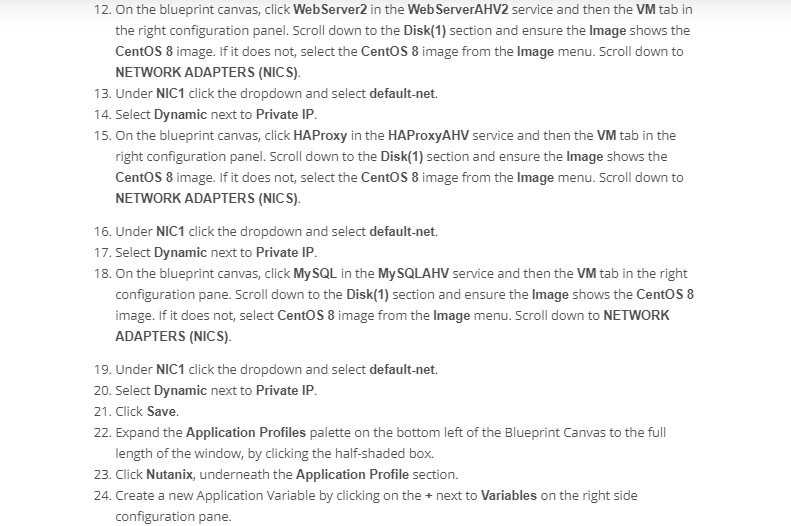 12. On the blueprint canvas, click WebServer2 in the WebServerAHV2 service and then the VM tab in
the right configuration panel. Scroll down to the Disk(1) section and ensure the Image shows the
CentOS 8 image. If it does not, select the CentOS 8 image from the Image menu. Scroll down to
NETWORK ADAPTERS (NICS).
13. Under NIC1 click the dropdown and select default-net.
14. Select Dynamic next to Private IP.
15. On the blueprint canvas, click HAProxy in the HAProxyAHV service and then the VM tab in the
right configuration panel. Scroll down to the Disk(1) section and ensure the Image shows the
CentOS 8 image. If it does not, select the CentOS 8 image from the Image menu. Scroll down to
NETWORK ADAPTERS (NICS).
16. Under NIC1 click the dropdown and select default-net.
17. Select Dynamic next to Private IP.
18. On the blueprint canvas, click MySQL in the MySQLAHV service and then the VM tab in the right
configuration pane. Scroll down to the Disk(1) section and ensure the Image shows the CentOS 8
image. If it does not, select CentOS 8 image from the Image menu. Scroll down to NETWORK
ADAPTERS (NICS).
19. Under NIC1 click the dropdown and select default-net.
20. Select Dynamic next to Private IP.
21. Click Save.
22. Expand the Application Profiles palette on the bottom left of the Blueprint Canvas to the full
length of the window, by clicking the half-shaded box.
23. Click Nutanix, underneath the Application Profile section.
24. Create a new Application Variable by clicking on the + next to Variables on the right side
configuration pane.